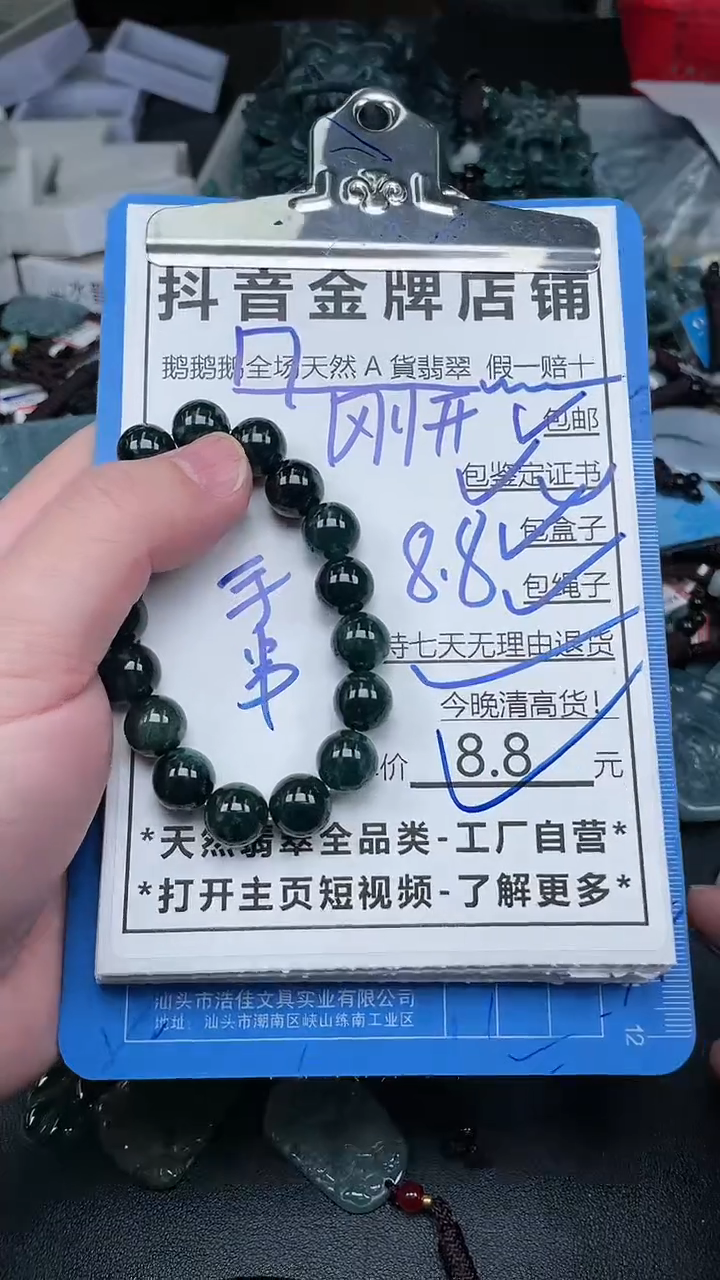 抖音金牌店铺
鹅鹅鹅全场天然A貨翡翠 假一赔十
刚开
包邮
包鉴定证书
8.8
包盒子
包绳子
手串
持七天无理由退货
今晚清高货!
价 8.8 元
*天然翡翠全品类-工厂自营*
*打开主页短视频-了解更多*
汕头市浩佳文具实业有限公司
地址: 汕头市潮南区峡山练南工业区
12